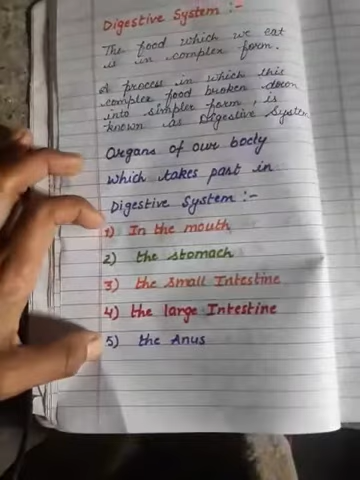 Digestive System :-
The food which we eat
is in complex form.
A process in which this
complex food broken down
into simpler form, is
known as Digestive System
Organs of our body
which takes part in
Digestive System :-
1) In the mouth
2) the stomach
3) the small Intestine
4) the large Intestine
5) the Anus